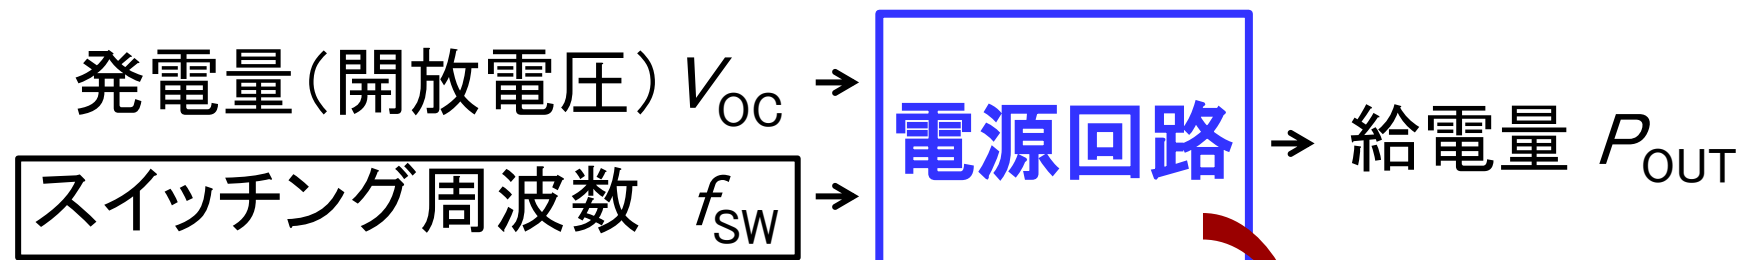 発電量(開放電圧) VOC →
スイッチング周波数 fSW →
電源回路
→ 給電量 POUT